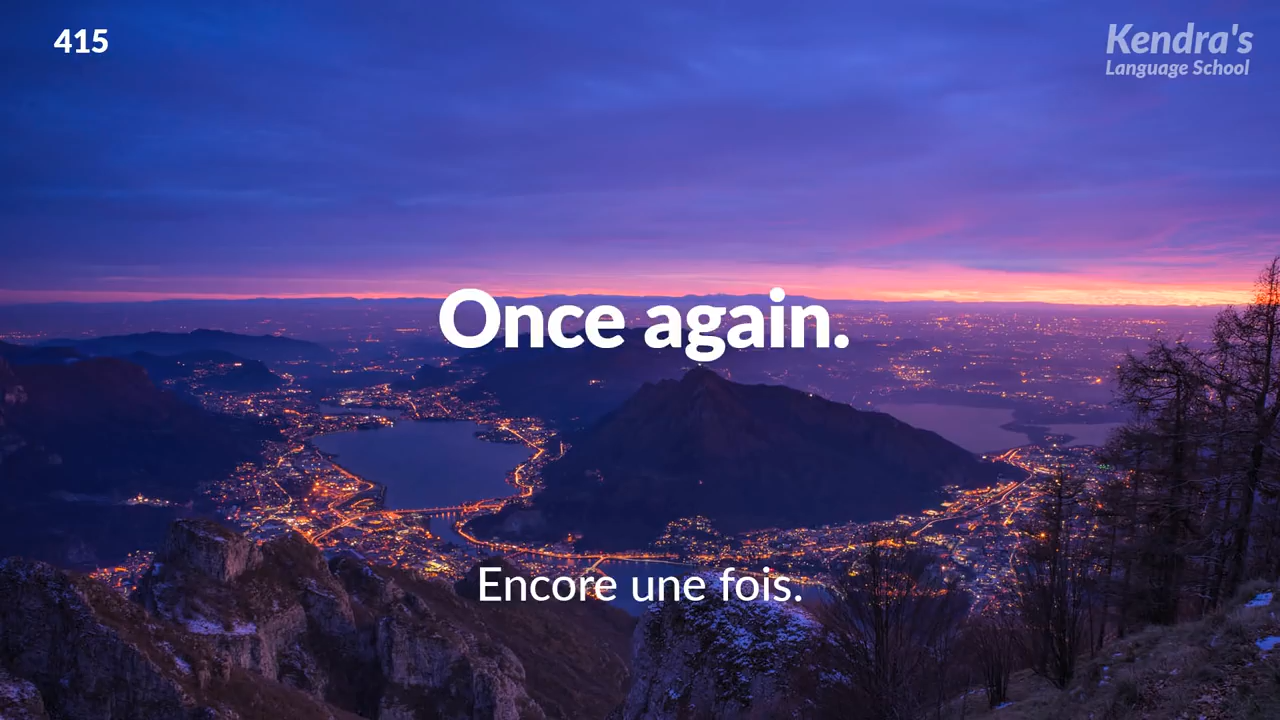 415
Kendra's
Language School
Once again.
Encore une fois.